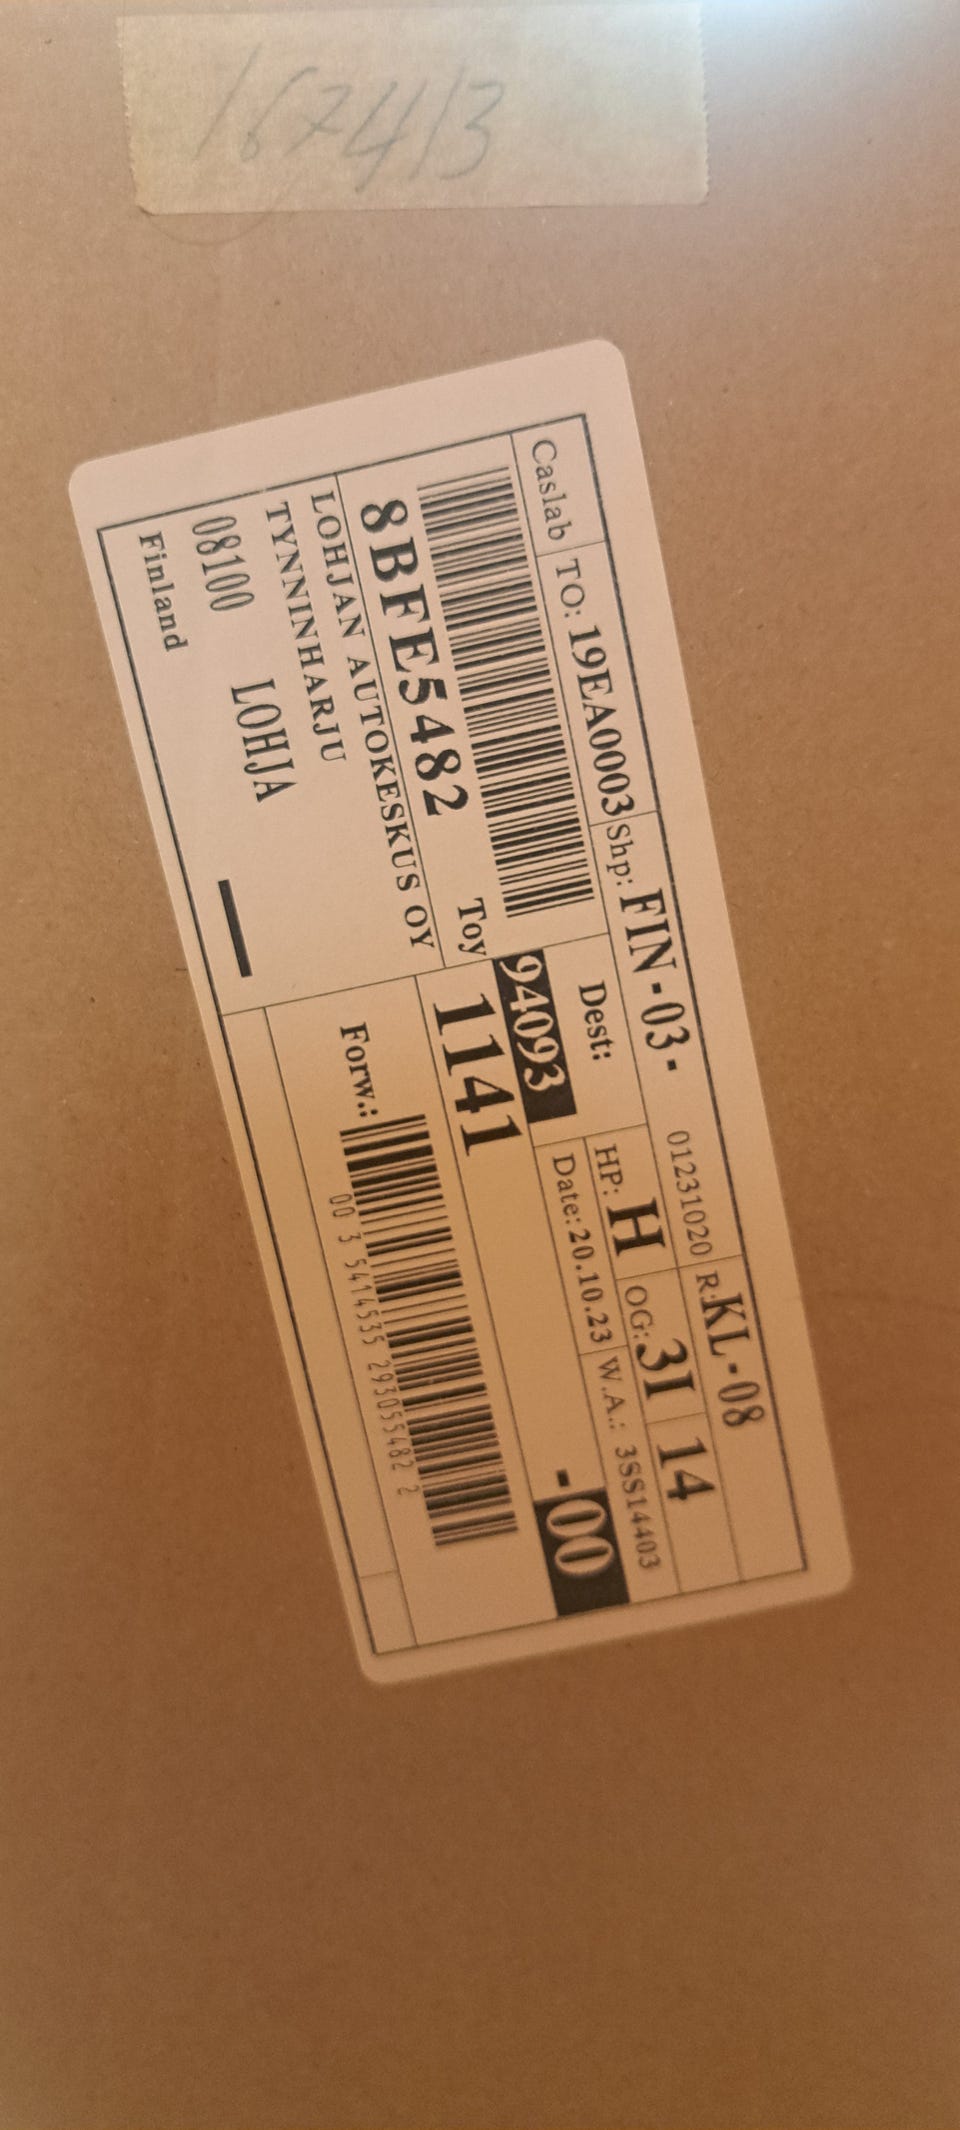 167413
Caslab TO: 19EA0003 Shp: FIN-03- 01231020 R:KL-08
Dest: HP: H OG: 3I 14
94093 Date: 20.10.23 W.A.: 3SS14403
8BFE5482 Toy 1141 -00
LOHJAN AUTOKESKUS OY
TYNNINHARJU
08100 LOHJA
Finland
Forw.:
00 3 5414535 293055482 2